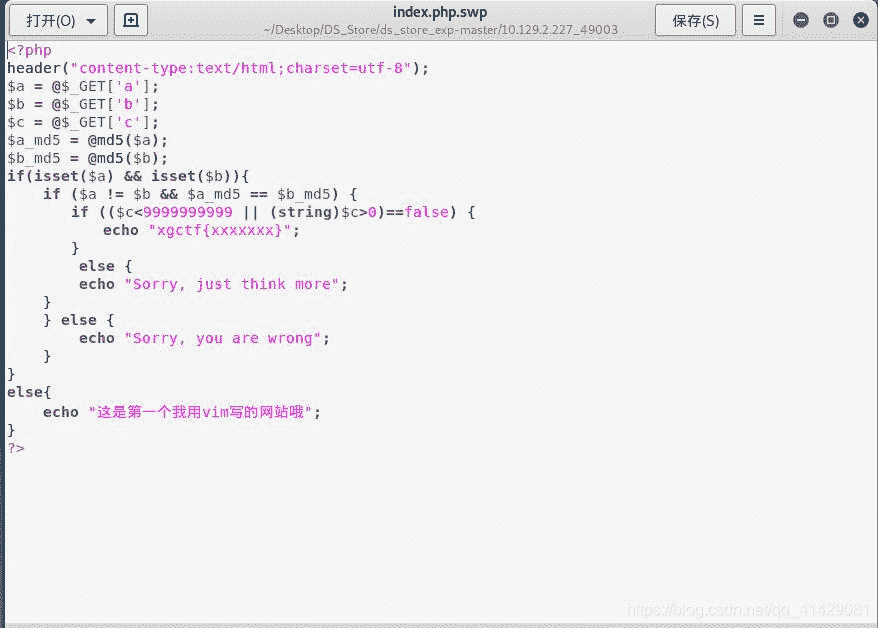 打开(O)
index.php.swp
~/Desktop/DS_Store/ds_store_exp-master/10.129.2.227_49003
保存(S)
<?php
header("content-type:text/html;charset=utf-8");
$a = @$_GET['a'];
$b = @$_GET['b'];
$c = @$_GET['c'];
$a_md5 = @md5($a);
$b_md5 = @md5($b);
if(isset($a) && isset($b)){
    if ($a != $b && $a_md5 == $b_md5) {
       if (($c<9999999999 || (string)$c>0)==false) {
           echo "xgctf{xxxxxxx}";
       }
        else {
        echo "Sorry, just think more";
    }
    } else {
        echo "Sorry, you are wrong";
    }
}
else{
    echo "这是第一个我用vim写的网站哦";
}
?>
https://blog.csdn.net/qq_41429081